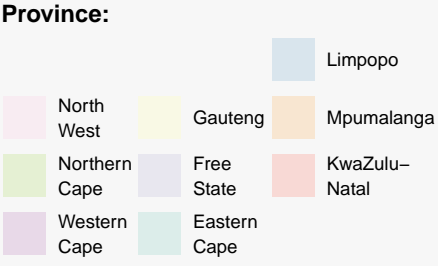 Province:
Limpopo
North
West
Gauteng
Mpumalanga
Northern
Cape
Free
State
KwaZulu–
Natal
Western
Cape
Eastern
Cape